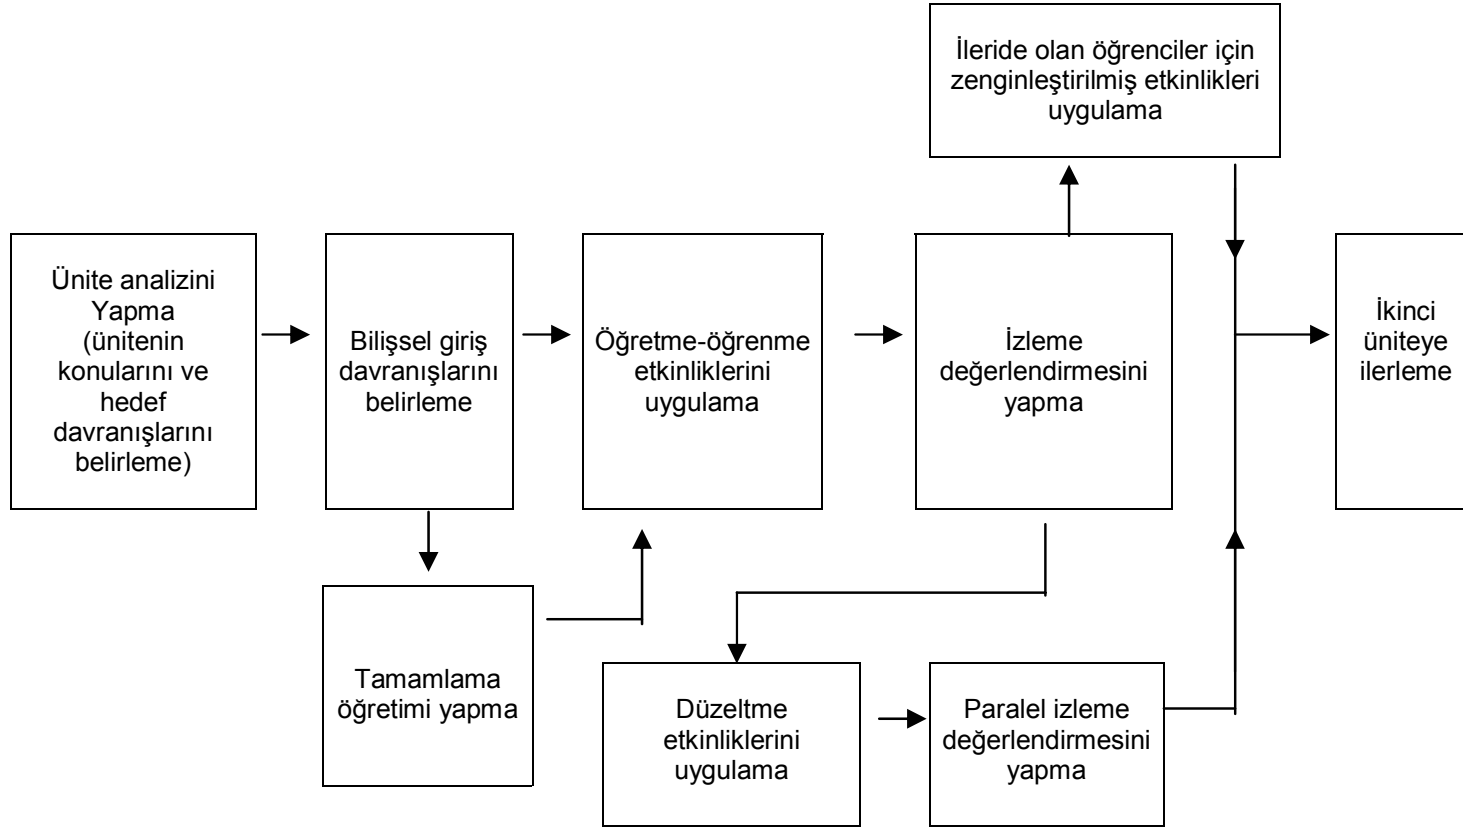 İleride olan öğrenciler için
zenginleştirilmiş etkinlikleri
uygulama
Ünite analizini
Yapma
(ünitenin
konularını ve
hedef
davranışlarını
belirleme)
Bilişsel giriş
davranışlarını
belirleme
Öğretme-öğrenme
etkinliklerini
uygulama
İzleme
değerlendirmesini
yapma
İkinci
üniteye
ilerleme
Tamamlama
öğretimi yapma
Düzeltme
etkinliklerini
uygulama
Paralel izleme
değerlendirmesini
yapma